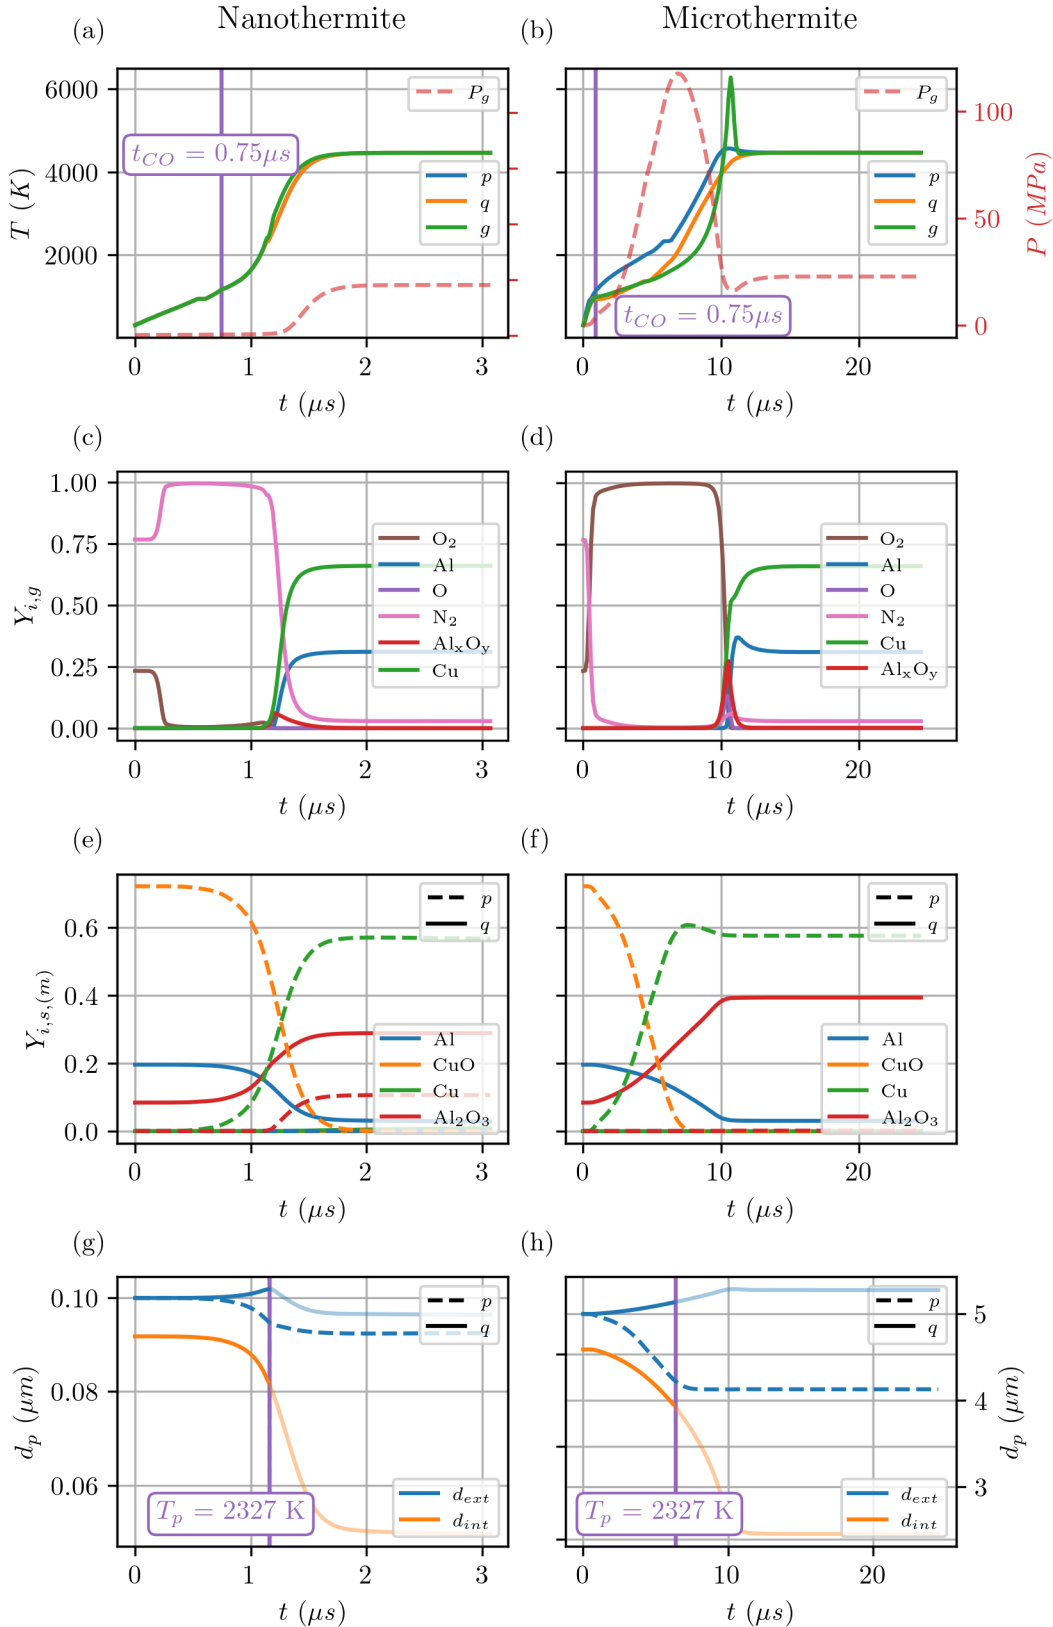 Nanothermite
Microthermite
(a)
(b)
6000
4000
2000
T (K)
P_g
t_CO = 0.75μs
p
q
g
0
1
2
3
t (μs)
P_g
100
50
0
P (MPa)
p
q
g
t_CO = 0.75μs
0
10
20
t (μs)
(c)
(d)
1.00
0.75
0.50
0.25
0.00
Y_{i,g}
O₂
Al
O
N₂
Al_xO_y
Cu
0
1
2
3
t (μs)
O₂
Al
O
N₂
Cu
Al_xO_y
0
10
20
t (μs)
(e)
(f)
0.6
0.4
0.2
0.0
Y_{i,s,(m)}
p
q
Al
CuO
Cu
Al₂O₃
0
1
2
3
t (μs)
p
q
Al
CuO
Cu
Al₂O₃
0
10
20
t (μs)
(g)
(h)
0.10
0.08
0.06
d_p (μm)
p
q
T_p = 2327 K
d_ext
d_int
0
1
2
3
t (μs)
p
q
5
4
3
d_p (μm)
T_p = 2327 K
d_ext
d_int
0
10
20
t (μs)